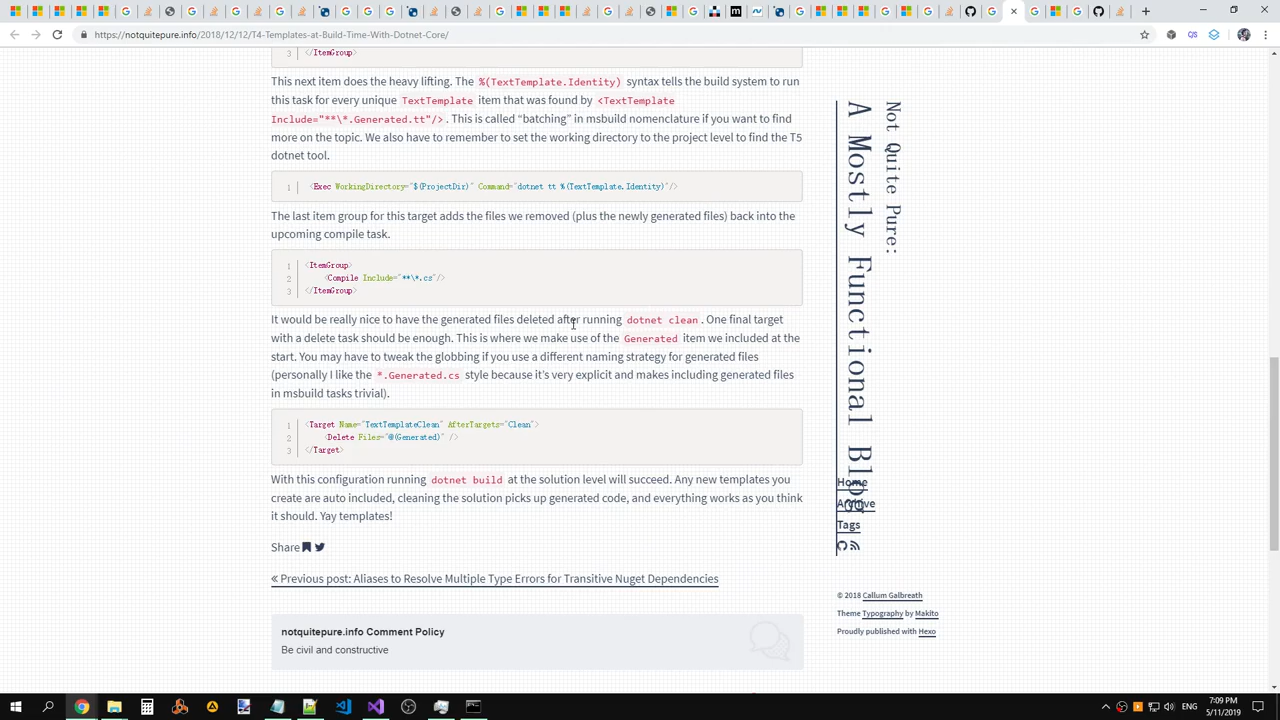 https://notquitepure.info/2018/12/12/T4-Templates-at-Build-Time-With-Dotnet-Core/
3 </ItemGroup>
This next item does the heavy lifting. The %(TextTemplate.Identity) syntax tells the build system to run
this task for every unique TextTemplate item that was found by <TextTemplate
Include="**\*.Generated.tt"/>. This is called “batching” in msbuild nomenclature if you want to find
more on the topic. We also have to remember to set the working directory to the project level to find the T5
dotnet tool.
1 <Exec WorkingDirectory="$(ProjectDir)" Command="dotnet tt %(TextTemplate.Identity)"/>
The last item group for this target adds the files we removed (plus the newly generated files) back into the
upcoming compile task.
1 <ItemGroup>
2 <Compile Include="**\*.cs"/>
3 </ItemGroup>
It would be really nice to have the generated files deleted after running dotnet clean. One final target
with a delete task should be enough. This is where we make use of the Generated item we included at the
start. You may have to tweak the globbing if you use a different naming strategy for generated files
(personally I like the *.Generated.cs style because it’s very explicit and makes including generated files
in msbuild tasks trivial).
1 <Target Name="TextTemplateClean" AfterTargets="Clean">
2 <Delete Files="@(Generated)" />
3 </Target>
With this configuration running dotnet build at the solution level will succeed. Any new templates you
create are auto included, cleaning the solution picks up generated code, and everything works as you think
it should. Yay templates!
Share
« Previous post: Aliases to Resolve Multiple Type Errors for Transitive Nuget Dependencies
notquitepure.info Comment Policy
Be civil and constructive
Not Quite Pure:
A Mostly Functional Blog
Home
Archive
Tags
© 2018 Callum Galbreath
Theme Typography by Makito
Proudly published with Hexo
ENG
7:09 PM
5/11/2019